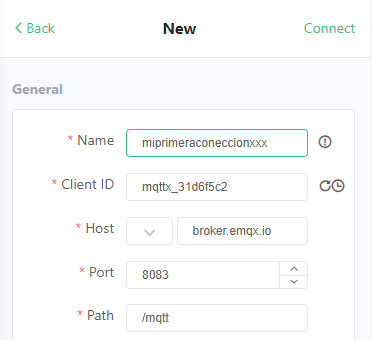 Back New Connect
General
* Name miprimeraconeccionxxx
* Client ID mqttx_31d6f5c2
* Host broker.emqx.io
* Port 8083
* Path /mqtt